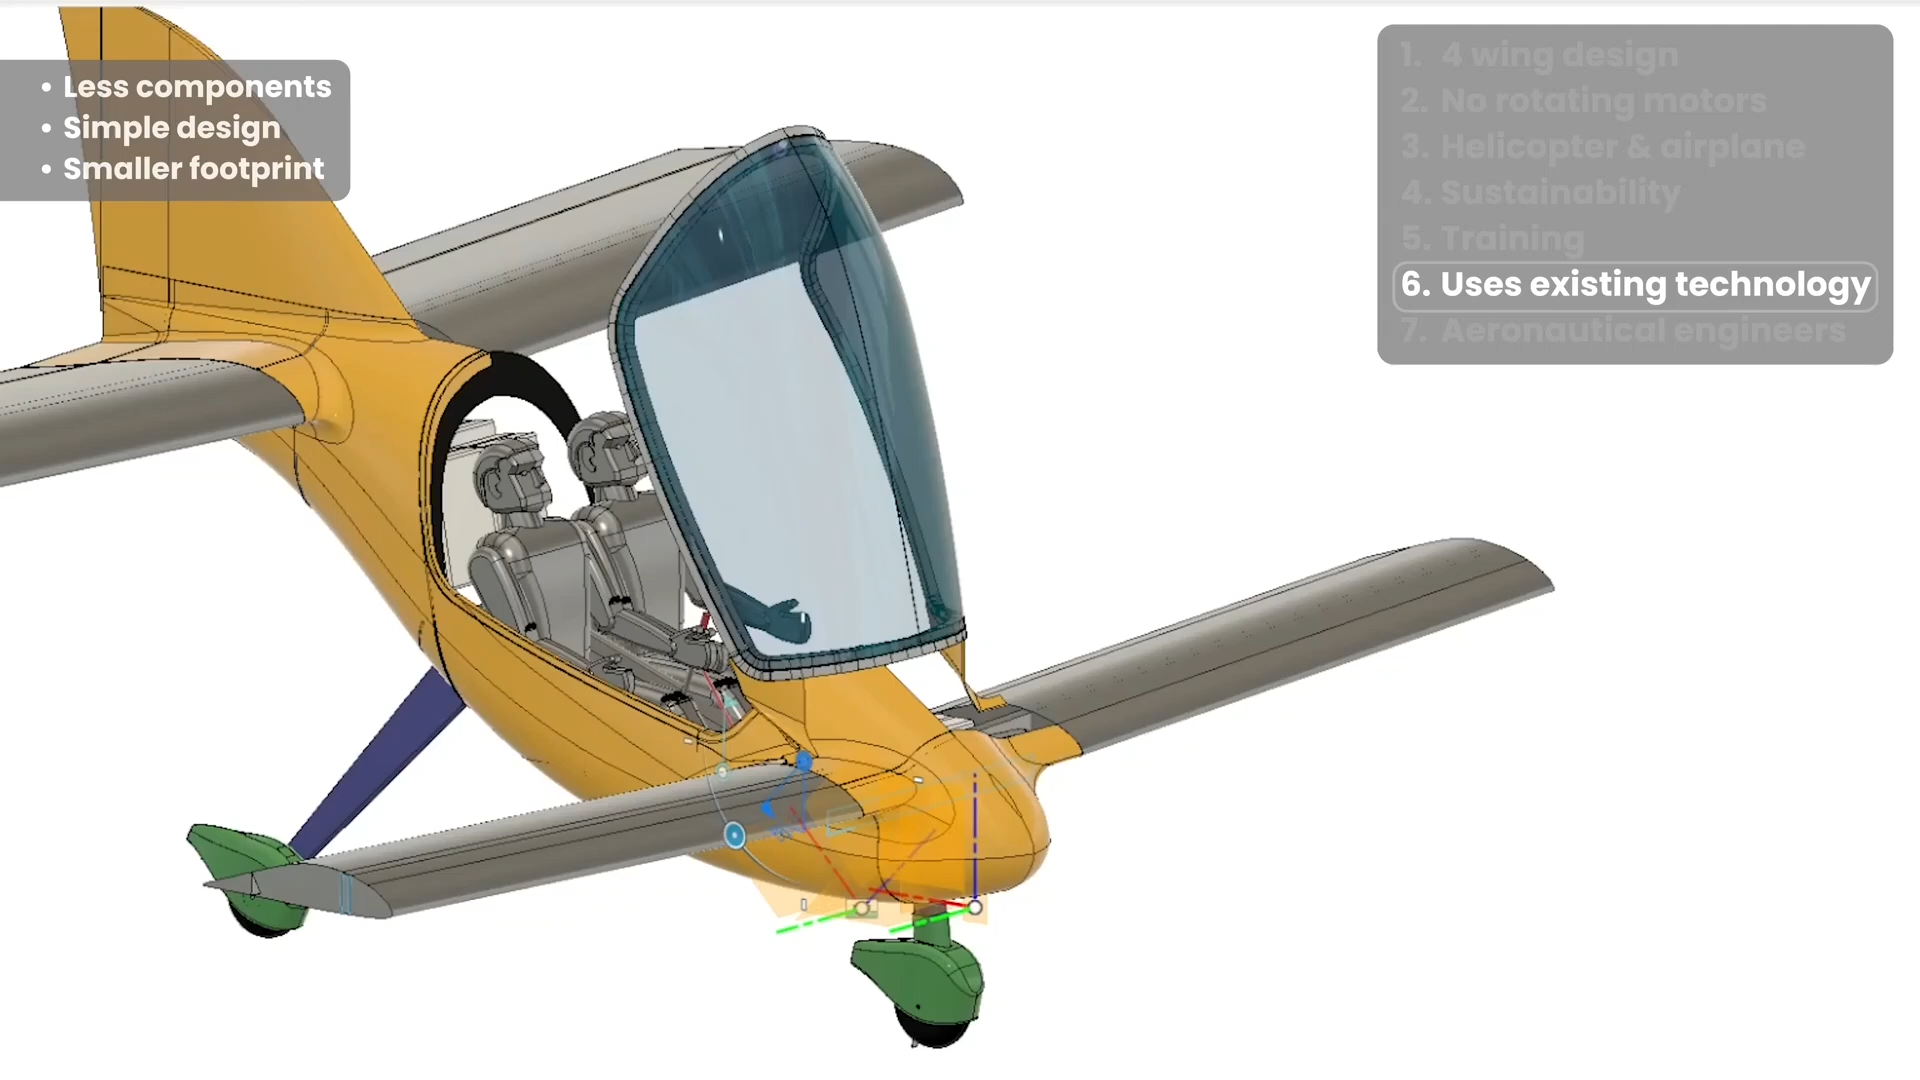 • Less components
• Simple design
• Smaller footprint
1. 4 wing design
2. No rotating motors
3. Helicopter & airplane
4. Sustainability
5. Training
6. Uses existing technology
7. Aeronautical engineers